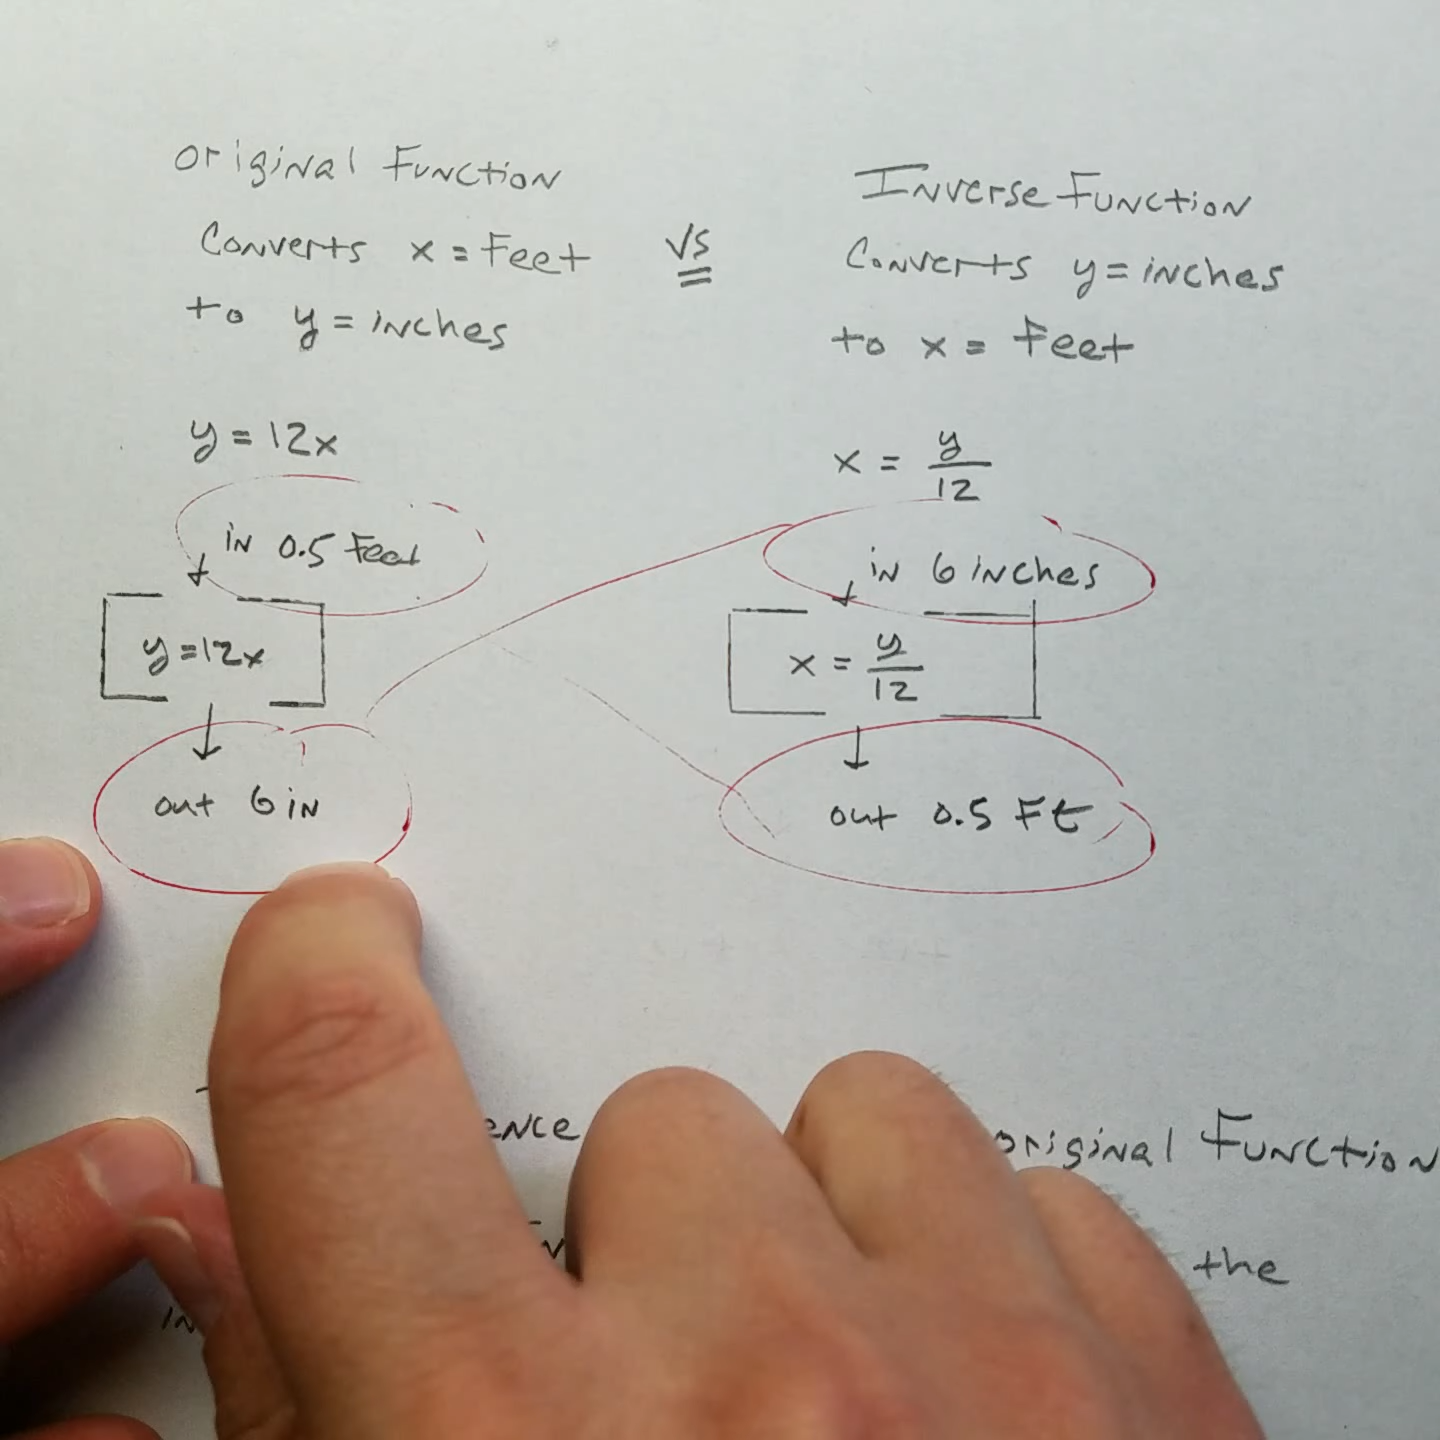 Original Function
Converts x = Feet
to y = inches
VS
Inverse Function
Converts y = inches
to x = Feet
y = 12x
in 0.5 Feet
y = 12x
out 6 in
x = y/12
in 6 inches
x = y/12
out 0.5 Ft
original Function
the